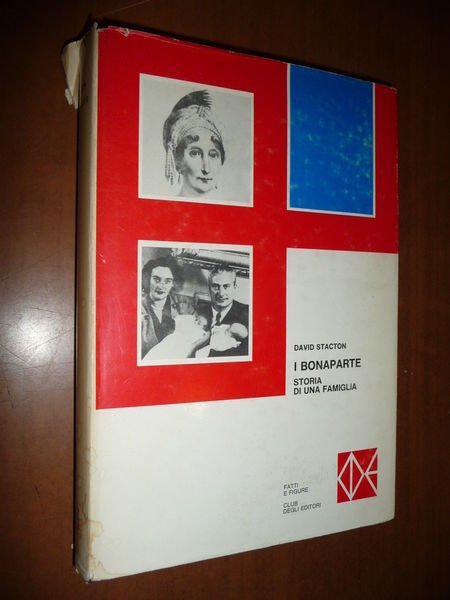 DAVID STACTON
I BONAPARTE
STORIA
DI UNA FAMIGLIA
FATTI
E FIGURE
CLUB
DEGLI EDITORI